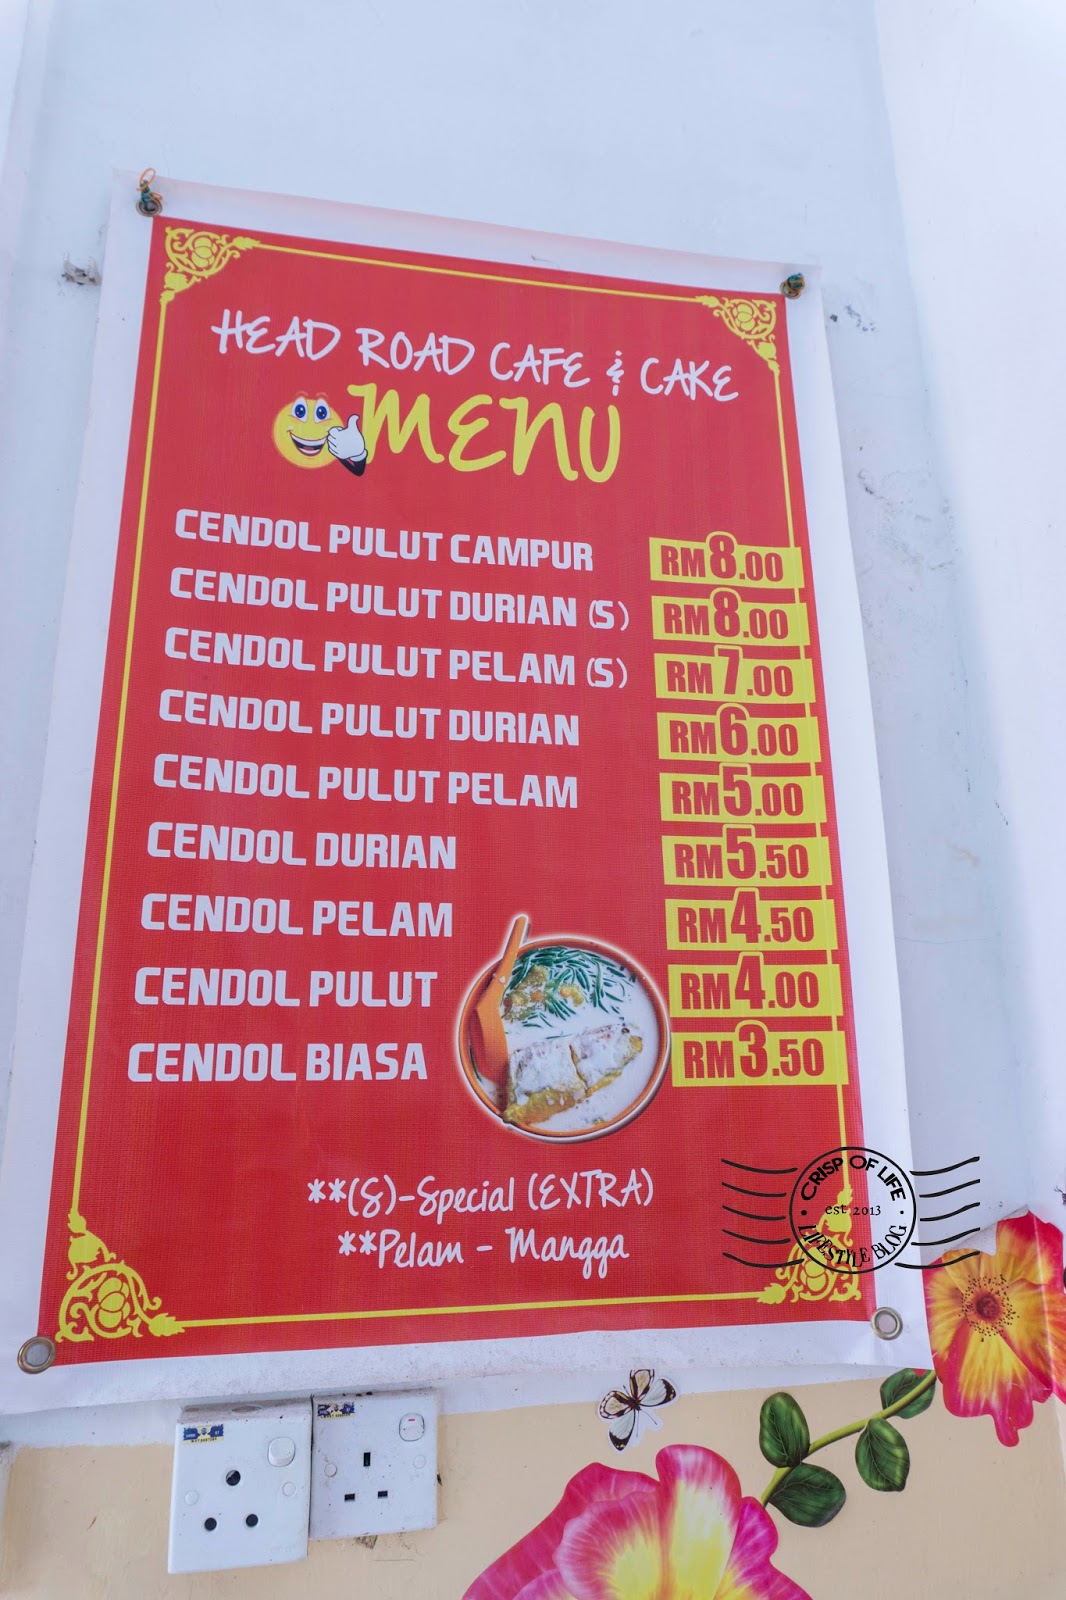 HEAD ROAD CAFE & CAKE
MENU
CENDOL PULUT CAMPUR RM8.00
CENDOL PULUT DURIAN (S) RM8.00
CENDOL PULUT PELAM (S) RM7.00
CENDOL PULUT DURIAN RM6.00
CENDOL PULUT PELAM RM5.00
CENDOL DURIAN RM5.50
CENDOL PELAM RM4.50
CENDOL PULUT RM4.00
CENDOL BIASA RM3.50
**(S)-Special (EXTRA)
**Pelam - Mangga
CRISP OF LIFE
est 2013
LIFESTYLE BLOG